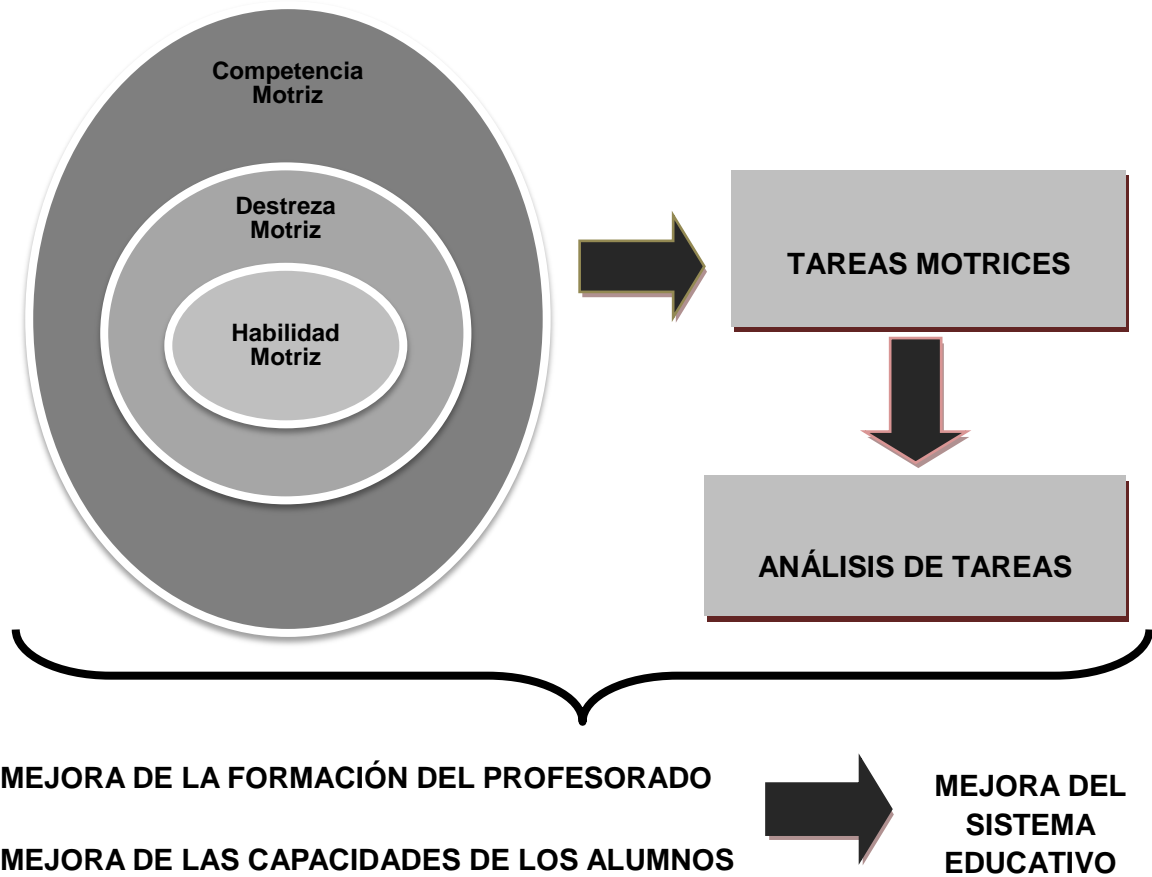 Competencia
Motriz
Destreza
Motriz
Habilidad
Motriz
TAREAS MOTRICES
ANÁLISIS DE TAREAS
MEJORA DE LA FORMACIÓN DEL PROFESORADO
MEJORA DE LAS CAPACIDADES DE LOS ALUMNOS
MEJORA DEL
SISTEMA
EDUCATIVO